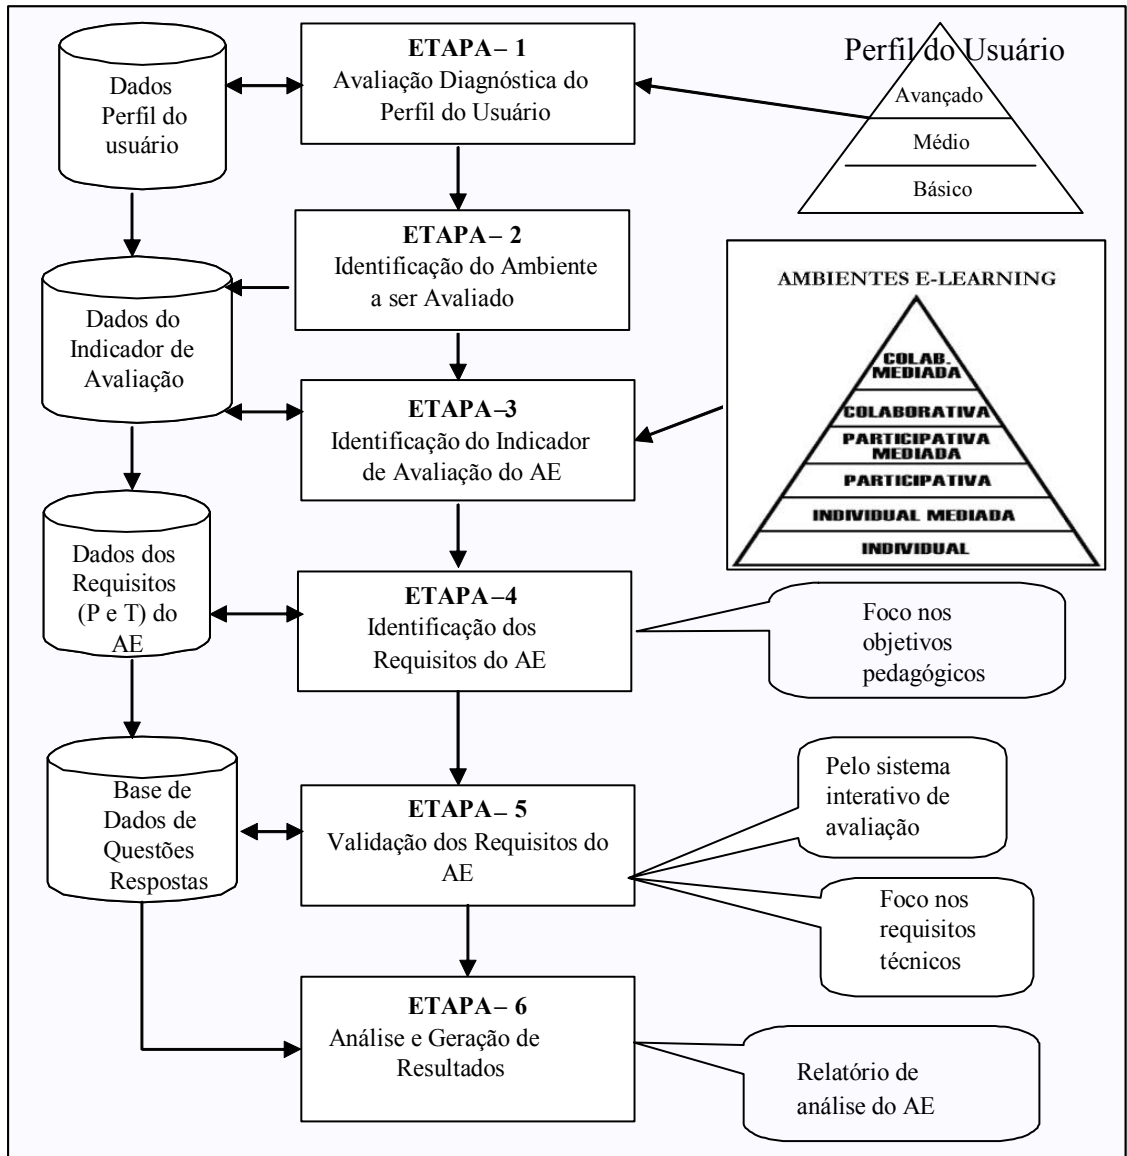 ETAPA– 1
Avaliação Diagnóstica do
Perfil do Usuário
Dados
Perfil do
usuário
Perfil do Usuário
Avançado
Médio
Básico
ETAPA– 2
Identificação do Ambiente
a ser Avaliado
Dados do
Indicador de
Avaliação
AMBIENTES E-LEARNING
COLAB.
MEDIADA
COLABORATIVA
PARTICIPATIVA
MEDIADA
PARTICIPATIVA
INDIVIDUAL MEDIADA
INDIVIDUAL
ETAPA–3
Identificação do Indicador
de Avaliação do AE
Dados dos
Requisitos
(P e T) do
AE
ETAPA–4
Identificação dos
Requisitos do AE
Foco nos
objetivos
pedagógicos
Base de
Dados de
Questões
Respostas
ETAPA– 5
Validação dos Requisitos do
AE
Pelo sistema
interativo de
avaliação
Foco nos
requisitos
técnicos
ETAPA– 6
Análise e Geração de
Resultados
Relatório de
análise do AE